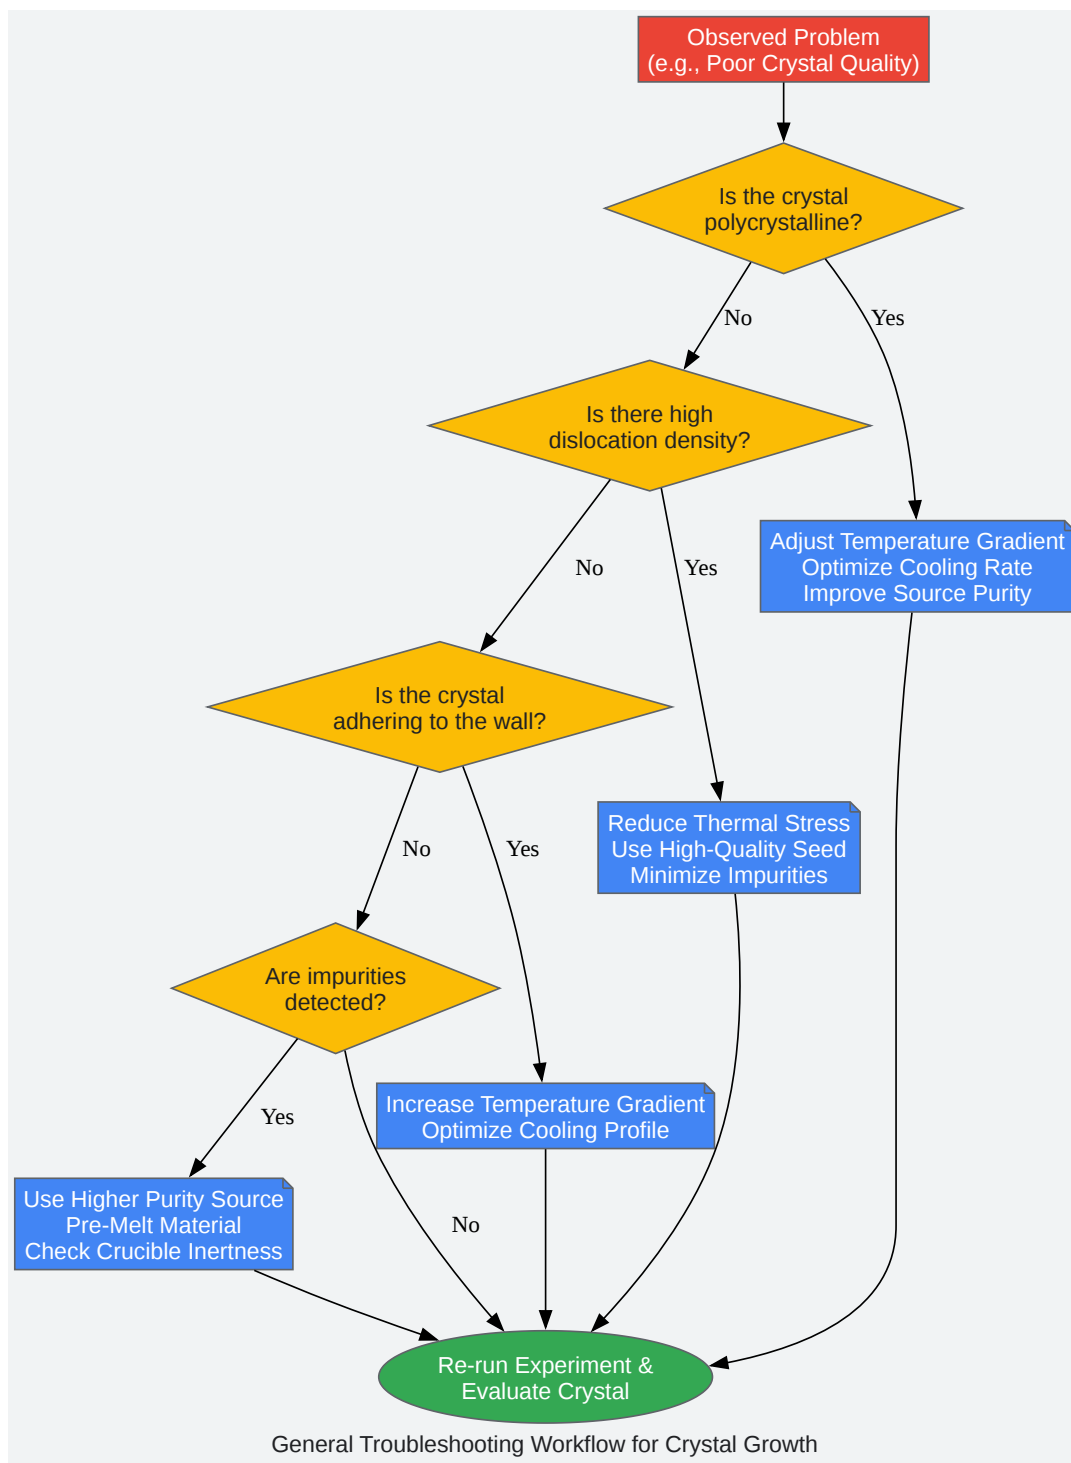 Observed Problem
(e.g., Poor Crystal Quality)
Is the crystal
polycrystalline?
No
Yes
Is there high
dislocation density?
Adjust Temperature Gradient
Optimize Cooling Rate
Improve Source Purity
No
Yes
Is the crystal
adhering to the wall?
Reduce Thermal Stress
Use High-Quality Seed
Minimize Impurities
No
Yes
Are impurities
detected?
Increase Temperature Gradient
Optimize Cooling Profile
Yes
Use Higher Purity Source
Pre-Melt Material
Check Crucible Inertness
No
Re-run Experiment &
Evaluate Crystal
General Troubleshooting Workflow for Crystal Growth